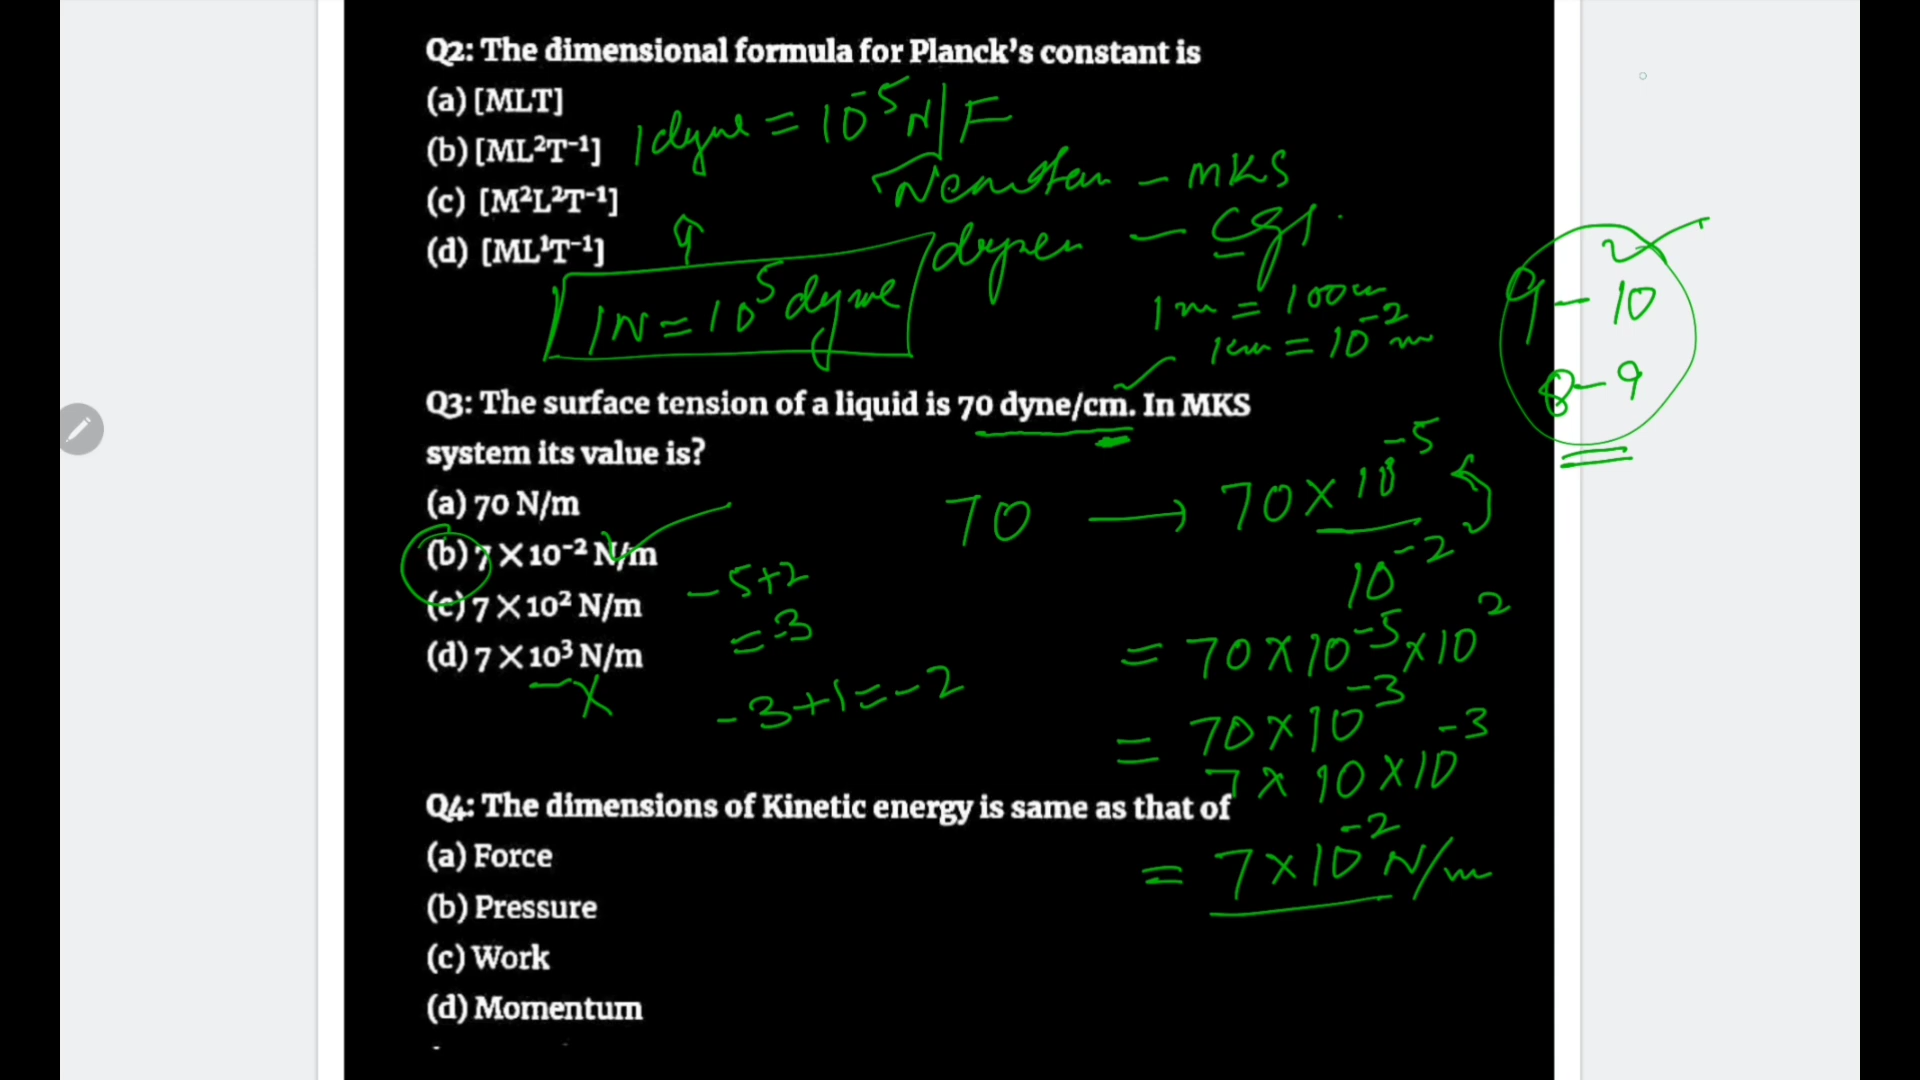 Q2: The dimensional formula for Planck's constant is
(a) [MLT]
1dyne = 10⁻⁵N | F
(b) [ML²T⁻¹]
Newton – MKS
(c) [M²L²T⁻¹]
dynen – cgs.
(d) [ML¹T⁻¹]
1N = 10⁵ dyne
1m = 100cm
1cm = 10⁻² m
9 – 10
8 – 9
Q3: The surface tension of a liquid is 70 dyne/cm. In MKS
system its value is?
(a) 70 N/m
70 → 70 × 10⁻⁵
10⁻²
(b) 7 × 10⁻² N/m
-5+2
= -3
(c) 7 × 10² N/m
= 70 × 10⁻⁵ × 10²
(d) 7 × 10³ N/m
-3+1=-2
= 70 × 10⁻³
7 × 10 × 10⁻³
Q4: The dimensions of Kinetic energy is same as that of
(a) Force
= 7 × 10⁻² N/m
(b) Pressure
(c) Work
(d) Momentum